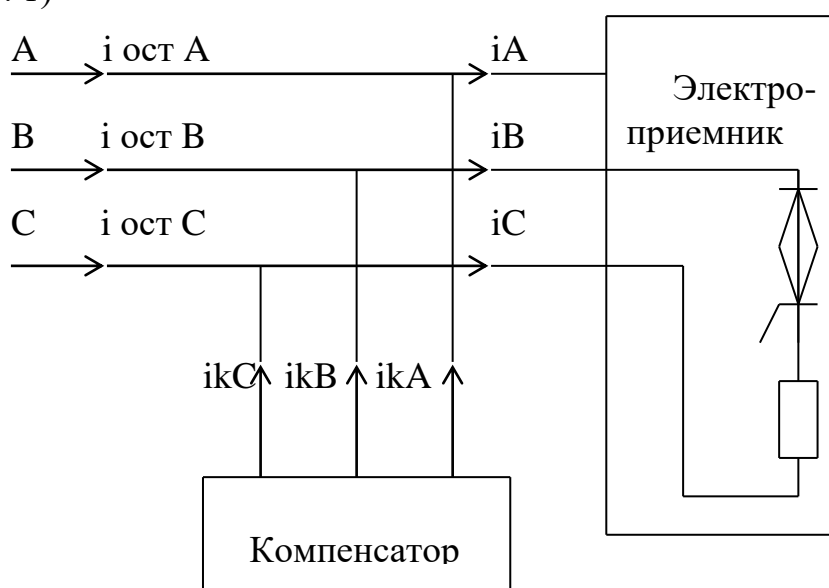 A i ост A iA
Электро-
B i ост B iB приемник
C i ост C iC
ikC ikB ikA
Компенсатор